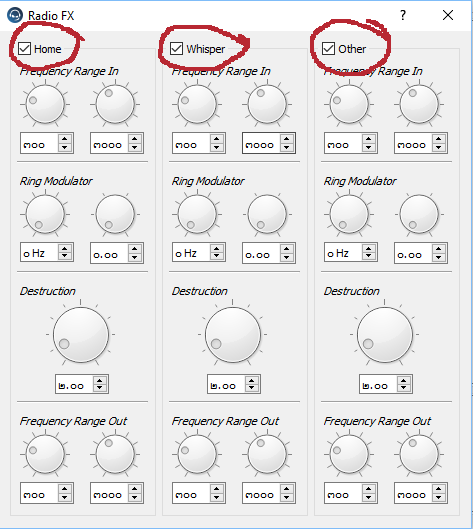 Radio FX ?
Home Whisper Other
Frequency Range In Frequency Range In Frequency Range In
๓๐๐ ๓๐๐๐ ๓๐๐ ๓๐๐๐ ๓๐๐ ๓๐๐๐
Ring Modulator Ring Modulator Ring Modulator
๐ Hz ๐.๐๐ ๐ Hz ๐.๐๐ ๐ Hz ๐.๐๐
Destruction Destruction Destruction
๒.๐๐ ๒.๐๐ ๒.๐๐
Frequency Range Out Frequency Range Out Frequency Range Out
๓๐๐ ๓๐๐๐ ๓๐๐ ๓๐๐๐ ๓๐๐ ๓๐๐๐